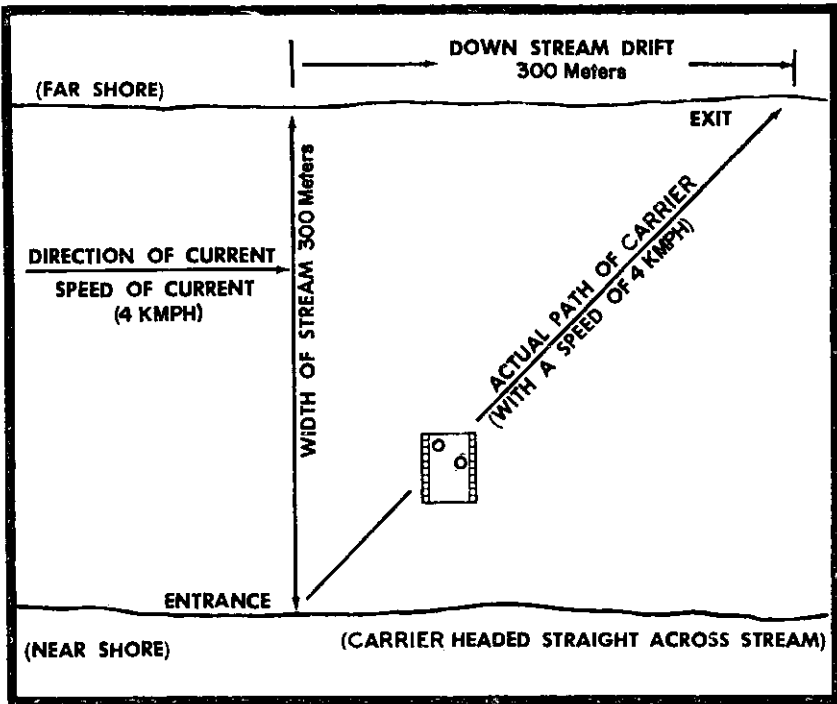 DOWN STREAM DRIFT
300 Meters
(FAR SHORE)
EXIT
WIDTH OF STREAM 300 Meters
DIRECTION OF CURRENT
SPEED OF CURRENT
(4 KMPH)
ACTUAL PATH OF CARRIER
(WITH A SPEED OF 4 KMPH)
ENTRANCE
(NEAR SHORE)
(CARRIER HEADED STRAIGHT ACROSS STREAM)